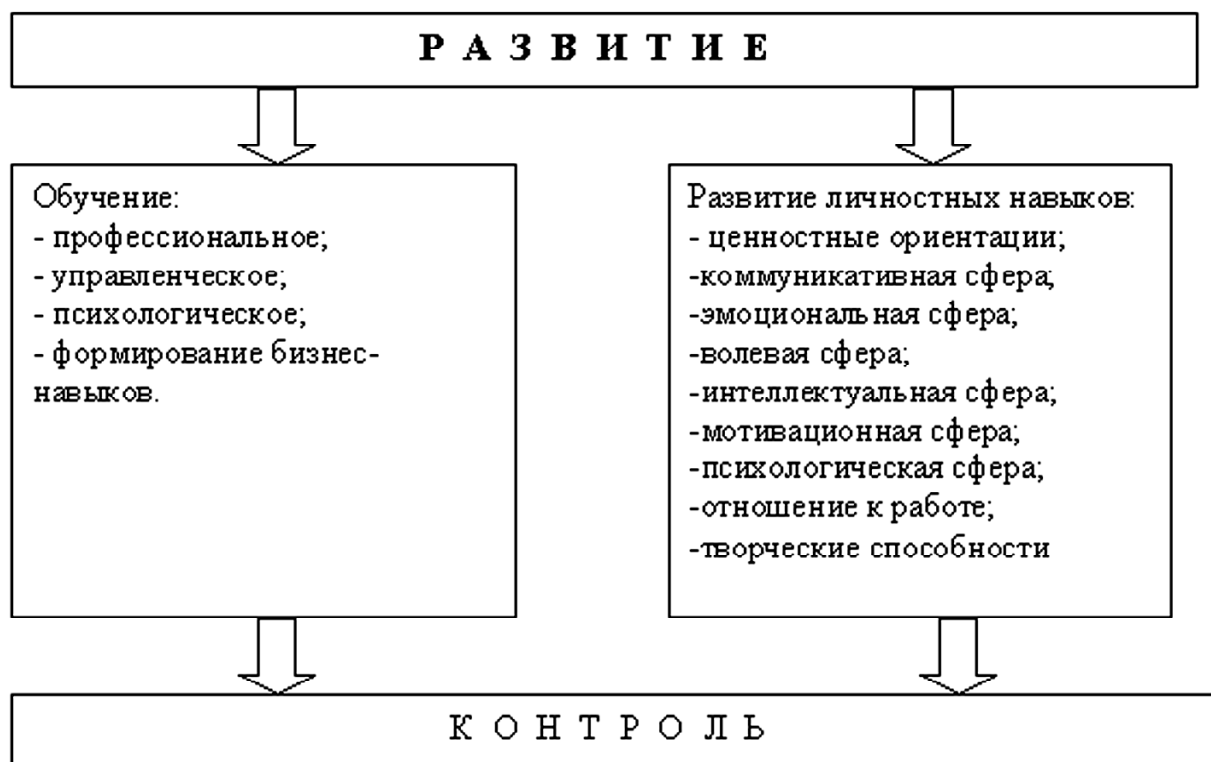 Р А З В И Т И Е
Обучение:
- профессиональное;
- управленческое;
- психологическое;
- формирование бизнес-
навыков.
Развитие личностных навыков:
- ценностные ориентации;
-коммуникативная сфера;
-эмоциональная сфера;
-волевая сфера;
-интеллектуальная сфера;
-мотивационная сфера;
-психологическая сфера;
-отношение к работе;
-творческие способности
К О Н Т Р О Л Ь